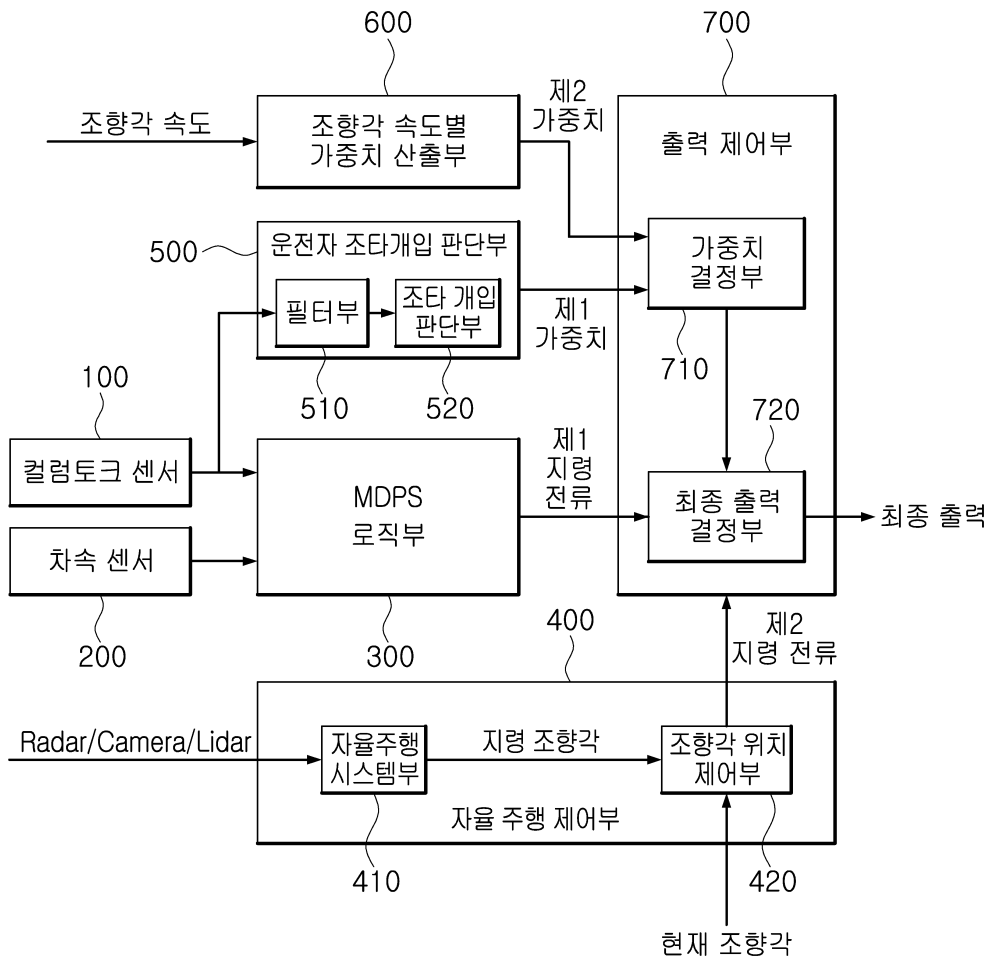 600
700
조향각 속도
조향각 속도별
가중치 산출부
제2
가중치
출력 제어부
500
운전자 조타개입 판단부
필터부
조타 개입
판단부
제1
가중치
가중치
결정부
510
520
710
100
720
컬럼토크 센서
MDPS
로직부
제1
지령
전류
최종 출력
결정부
최종 출력
차속 센서
200
300
400
제2
지령 전류
Radar/Camera/Lidar
자율주행
시스템부
지령 조향각
조향각 위치
제어부
자율 주행 제어부
410
420
현재 조향각